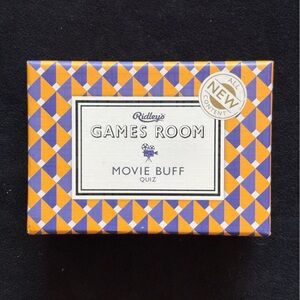 Ridley's
GAMES ROOM
MOVIE BUFF
QUIZ
ALL
NEW
CONTENT